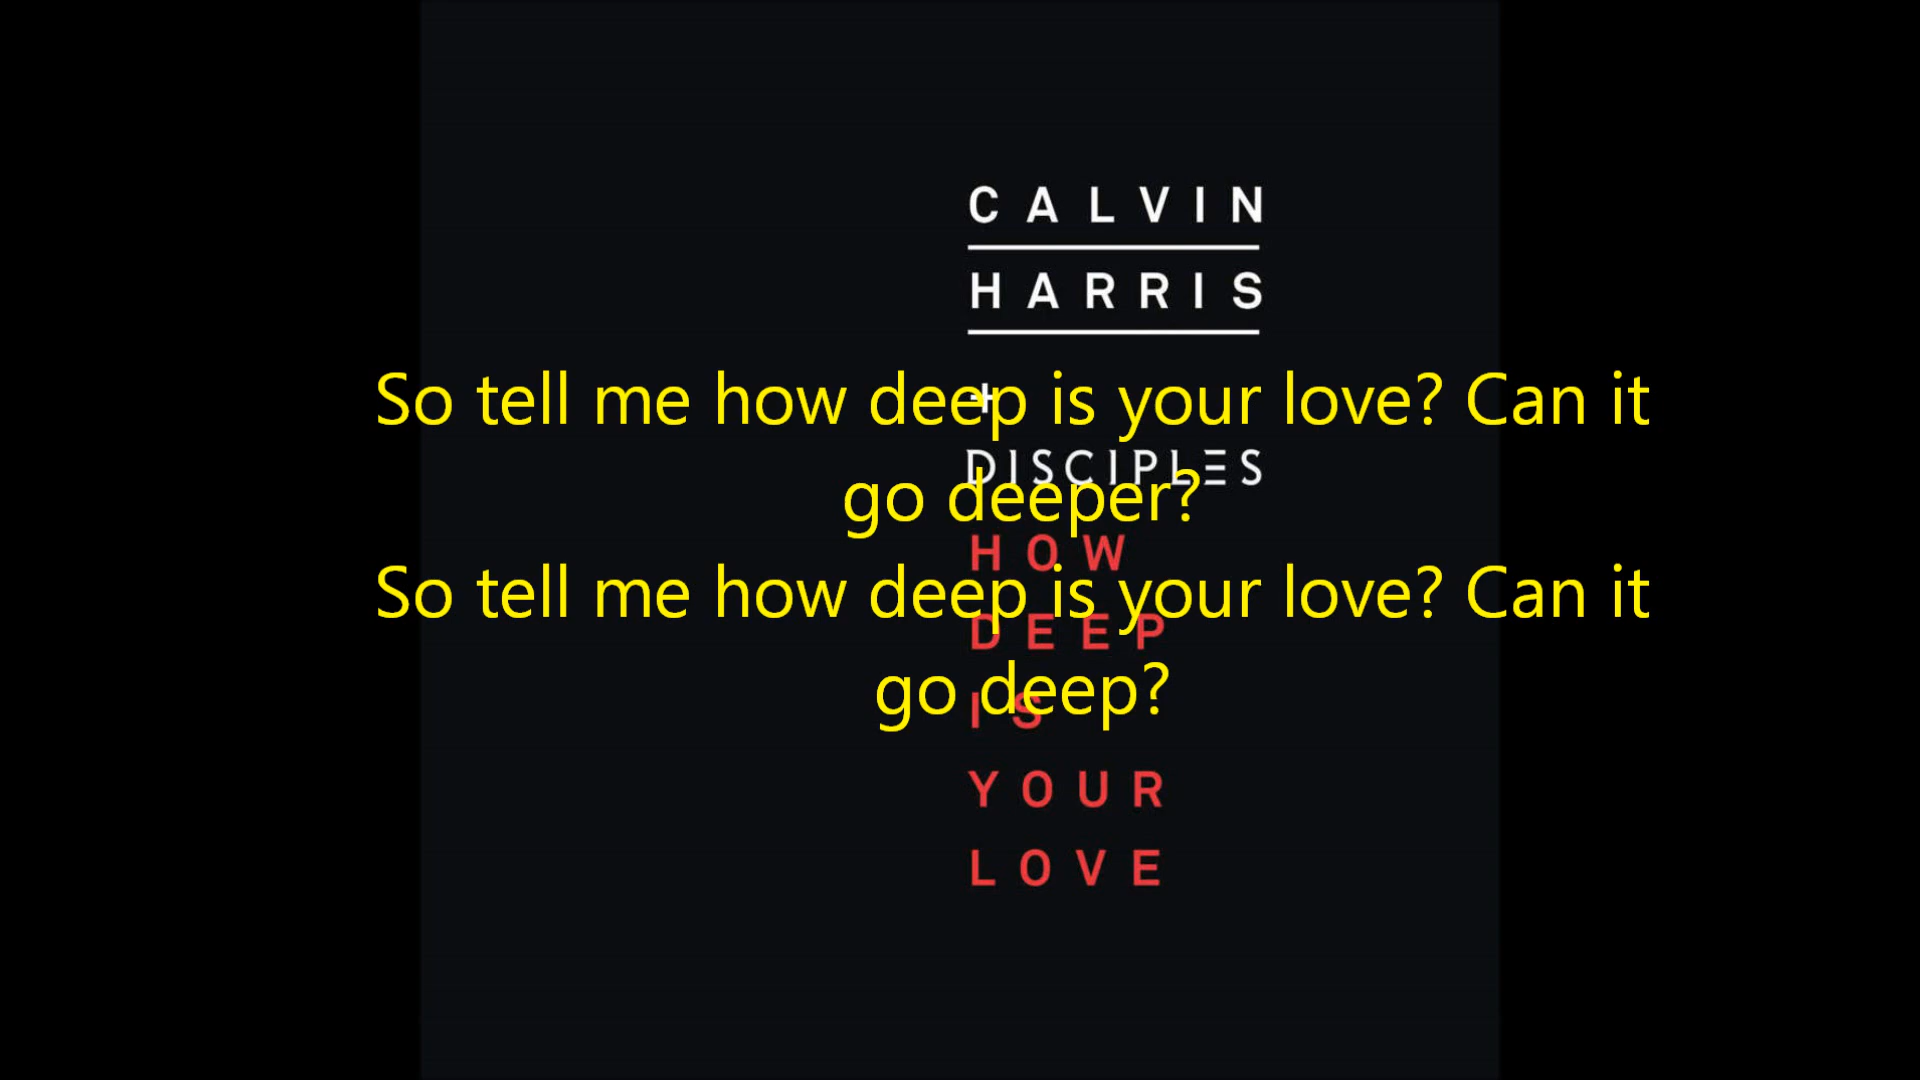 CALVIN
HARRIS
+
So tell me how deep is your love? Can it
DISCIPLES
go deeper?
HOW
So tell me how deep is your love? Can it
DEEP
go deep?
IS
YOUR
LOVE